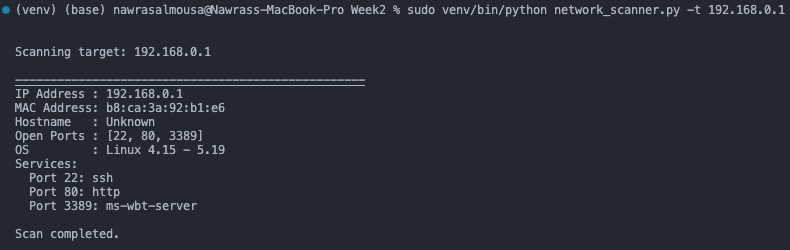 (venv) (base) nawrasalmousa@Nawrass-MacBook-Pro Week2 % sudo venv/bin/python network_scanner.py -t 192.168.0.1
Scanning target: 192.168.0.1
==================================================
IP Address : 192.168.0.1
MAC Address: b8:ca:3a:92:b1:e6
Hostname   : Unknown
Open Ports : [22, 80, 3389]
OS         : Linux 4.15 - 5.19
Services:
  Port 22: ssh
  Port 80: http
  Port 3389: ms-wbt-server
Scan completed.